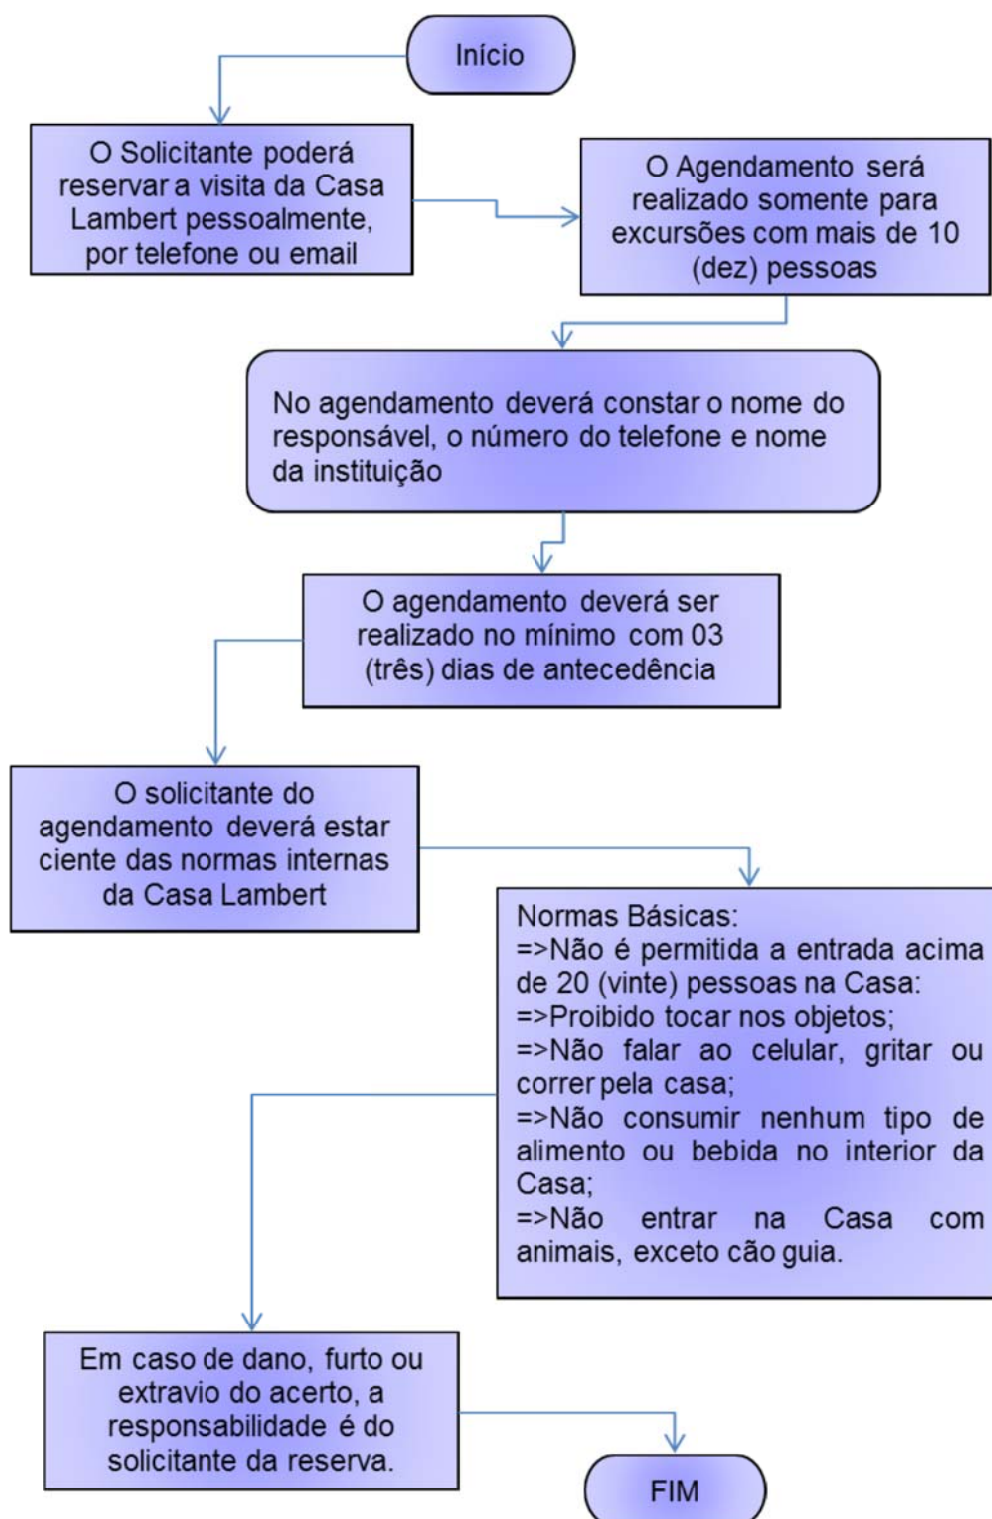 Início
O Solicitante poderá
reservar a visita da Casa
Lambert pessoalmente,
por telefone ou email
O Agendamento será
realizado somente para
excursões com mais de 10
(dez) pessoas
No agendamento deverá constar o nome do
responsável, o número do telefone e nome
da instituição
O agendamento deverá ser
realizado no mínimo com 03
(três) dias de antecedência
O solicitante do
agendamento deverá estar
ciente das normas internas
da Casa Lambert
Normas Básicas:
=>Não é permitida a entrada acima
de 20 (vinte) pessoas na Casa:
=>Proibido tocar nos objetos;
=>Não falar ao celular, gritar ou
correr pela casa;
=>Não consumir nenhum tipo de
alimento ou bebida no interior da
Casa;
=>Não entrar na Casa com
animais, exceto cão guia.
Em caso de dano, furto ou
extravio do acerto, a
responsabilidade é do
solicitante da reserva.
FIM